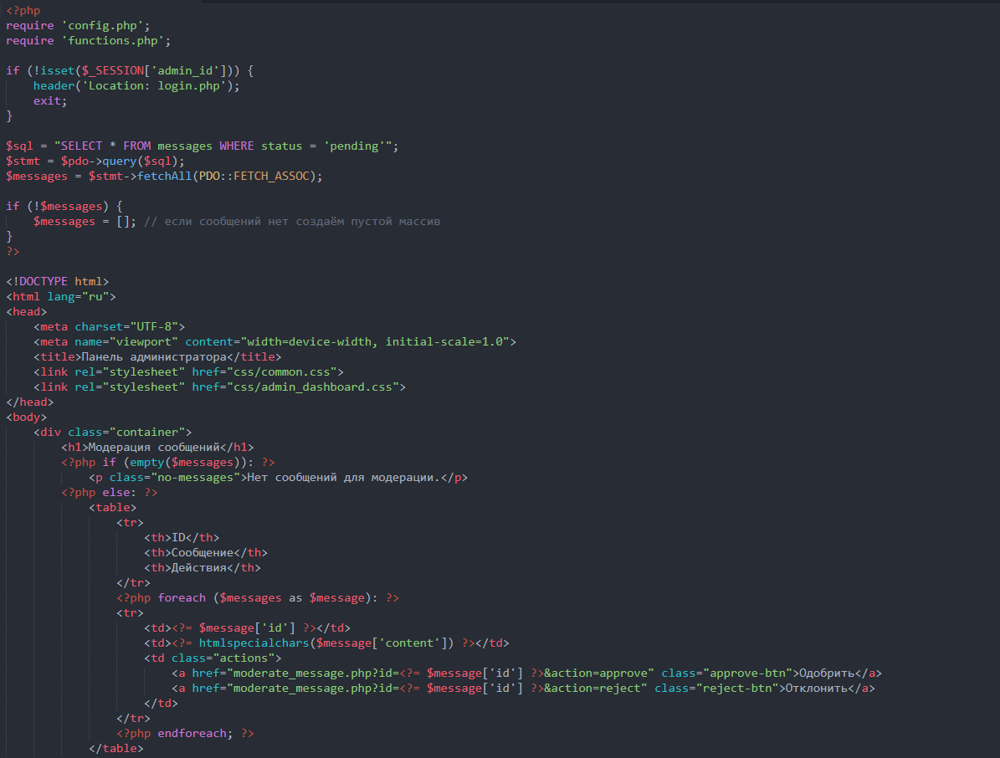 <?php
require 'config.php';
require 'functions.php';
if (!isset($_SESSION['admin_id'])) {
header('Location: login.php');
exit;
}
$sql = "SELECT * FROM messages WHERE status = 'pending'";
$stmt = $pdo->query($sql);
$messages = $stmt->fetchAll(PDO::FETCH_ASSOC);
if (!$messages) {
$messages = []; // если сообщений нет создаём пустой массив
}
?>
<!DOCTYPE html>
<html lang="ru">
<head>
<meta charset="UTF-8">
<meta name="viewport" content="width=device-width, initial-scale=1.0">
<title>Панель администратора</title>
<link rel="stylesheet" href="css/common.css">
<link rel="stylesheet" href="css/admin_dashboard.css">
</head>
<body>
<div class="container">
<h1>Модерация сообщений</h1>
<?php if (empty($messages)): ?>
<p class="no-messages">Нет сообщений для модерации.</p>
<?php else: ?>
<table>
<tr>
<th>ID</th>
<th>Сообщение</th>
<th>Действия</th>
</tr>
<?php foreach ($messages as $message): ?>
<tr>
<td><?= $message['id'] ?></td>
<td><?= htmlspecialchars($message['content']) ?></td>
<td class="actions">
<a href="moderate_message.php?id=<?= $message['id'] ?>&action=approve" class="approve-btn">Одобрить</a>
<a href="moderate_message.php?id=<?= $message['id'] ?>&action=reject" class="reject-btn">Отклонить</a>
</td>
</tr>
<?php endforeach; ?>
</table>